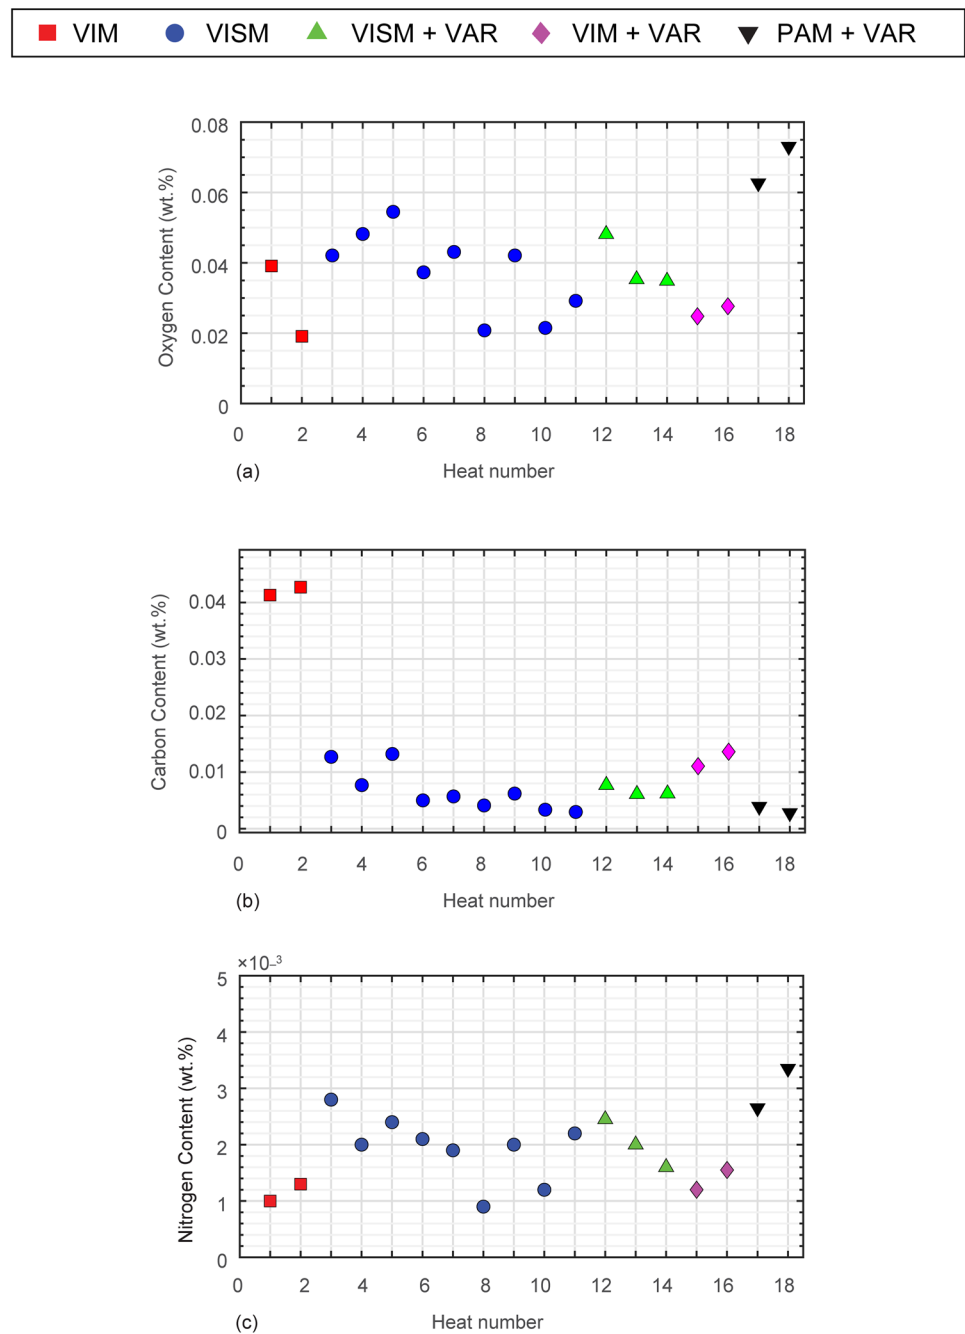 VIM VISM VISM + VAR VIM + VAR PAM + VAR
0.08
0.06
0.04
0.02
0
Oxygen Content (wt.%)
0 2 4 6 8 10 12 14 16 18
(a) Heat number
0.04
0.03
0.02
0.01
0
Carbon Content (wt.%)
0 2 4 6 8 10 12 14 16 18
(b) Heat number
×10–3
5
4
3
2
1
0
Nitrogen Content (wt.%)
0 2 4 6 8 10 12 14 16 18
(c) Heat number